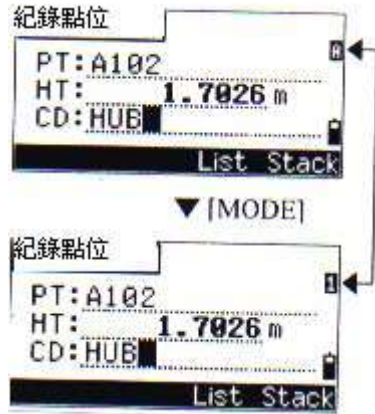 紀錄點位
A
PT:A102
HT: 1.7026 m
CD:HUB
List Stack
▼ [MODE]
紀錄點位
1
PT:A102
HT: 1.7026 m
CD:HUB
List Stack